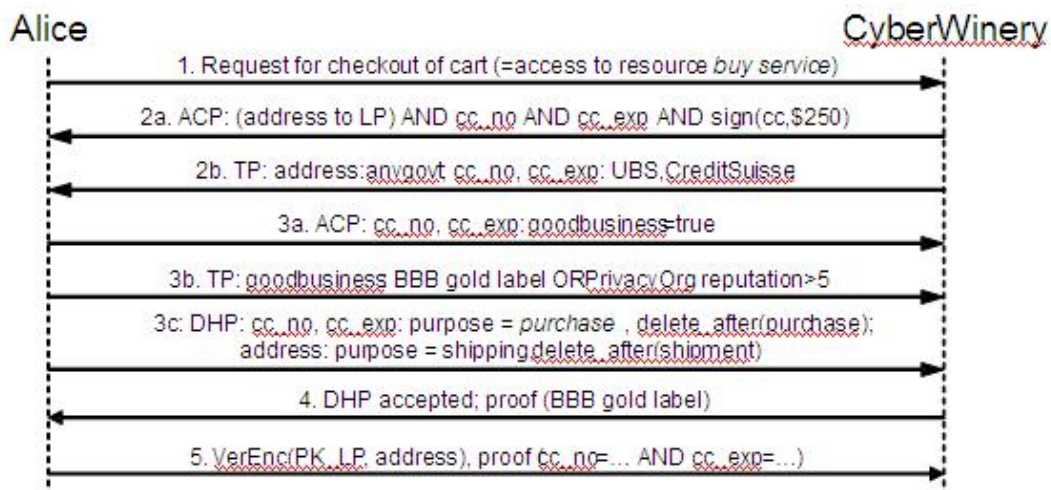 Alice
CyberWinery
1. Request for checkout of cart (=access to resource buy service)
2a. ACP: (address to LP) AND cc_no AND cc_exp AND sign(cc,$250)
2b. TP: address:anygovt, cc_no, cc_exp: UBS,CreditSuisse
3a. ACP: cc_no, cc_exp:goodbusiness=true
3b. TP: goodbusiness BBB gold label ORPrivacyOrg reputation>5
3c: DHP: cc_no, cc_exp: purpose = purchase , delete_after(purchase);
address: purpose = shipping,delete_after(shipment)
4. DHP accepted; proof (BBB gold label)
5. VerEnc(PK_LP, address), proof (cc_no=... AND cc_exp=...)